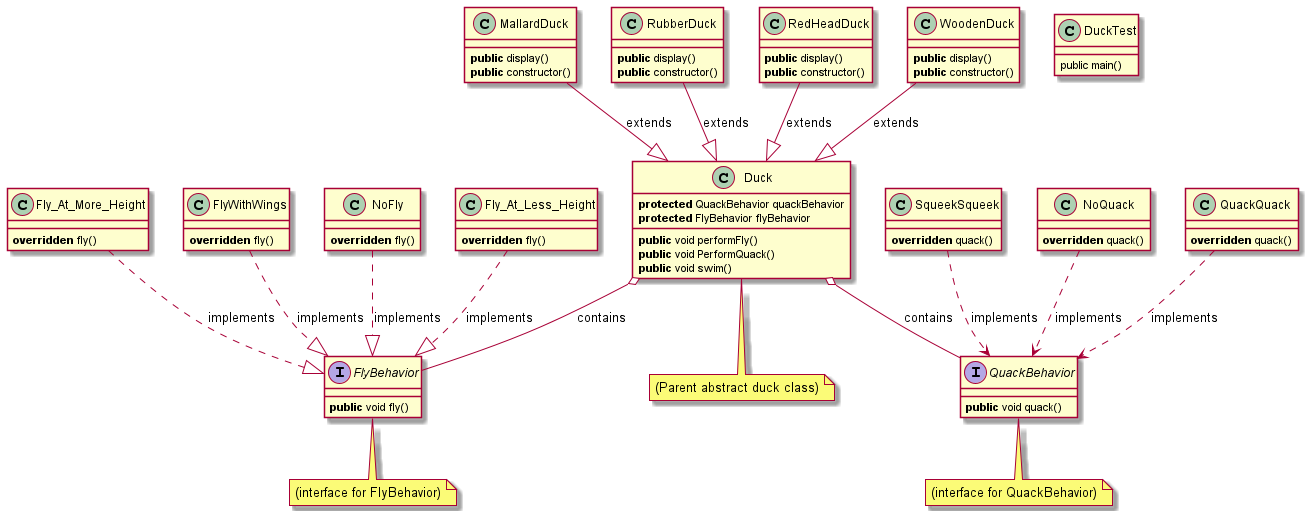 C MallardDuck
public display()
public constructor()
C RubberDuck
public display()
public constructor()
C RedHeadDuck
public display()
public constructor()
C WoodenDuck
public display()
public constructor()
C DuckTest
public main()
extends
extends
extends
extends
C Fly_At_More_Height
overridden fly()
C FlyWithWings
overridden fly()
C NoFly
overridden fly()
C Fly_At_Less_Height
overridden fly()
C Duck
protected QuackBehavior quackBehavior
protected FlyBehavior flyBehavior
public void performFly()
public void PerformQuack()
public void swim()
C SqueekSqueek
overridden quack()
C NoQuack
overridden quack()
C QuackQuack
overridden quack()
implements
implements
implements
implements
contains
contains
implements
implements
implements
I FlyBehavior
public void fly()
(Parent abstract duck class)
I QuackBehavior
public void quack()
(interface for FlyBehavior)
(interface for QuackBehavior)